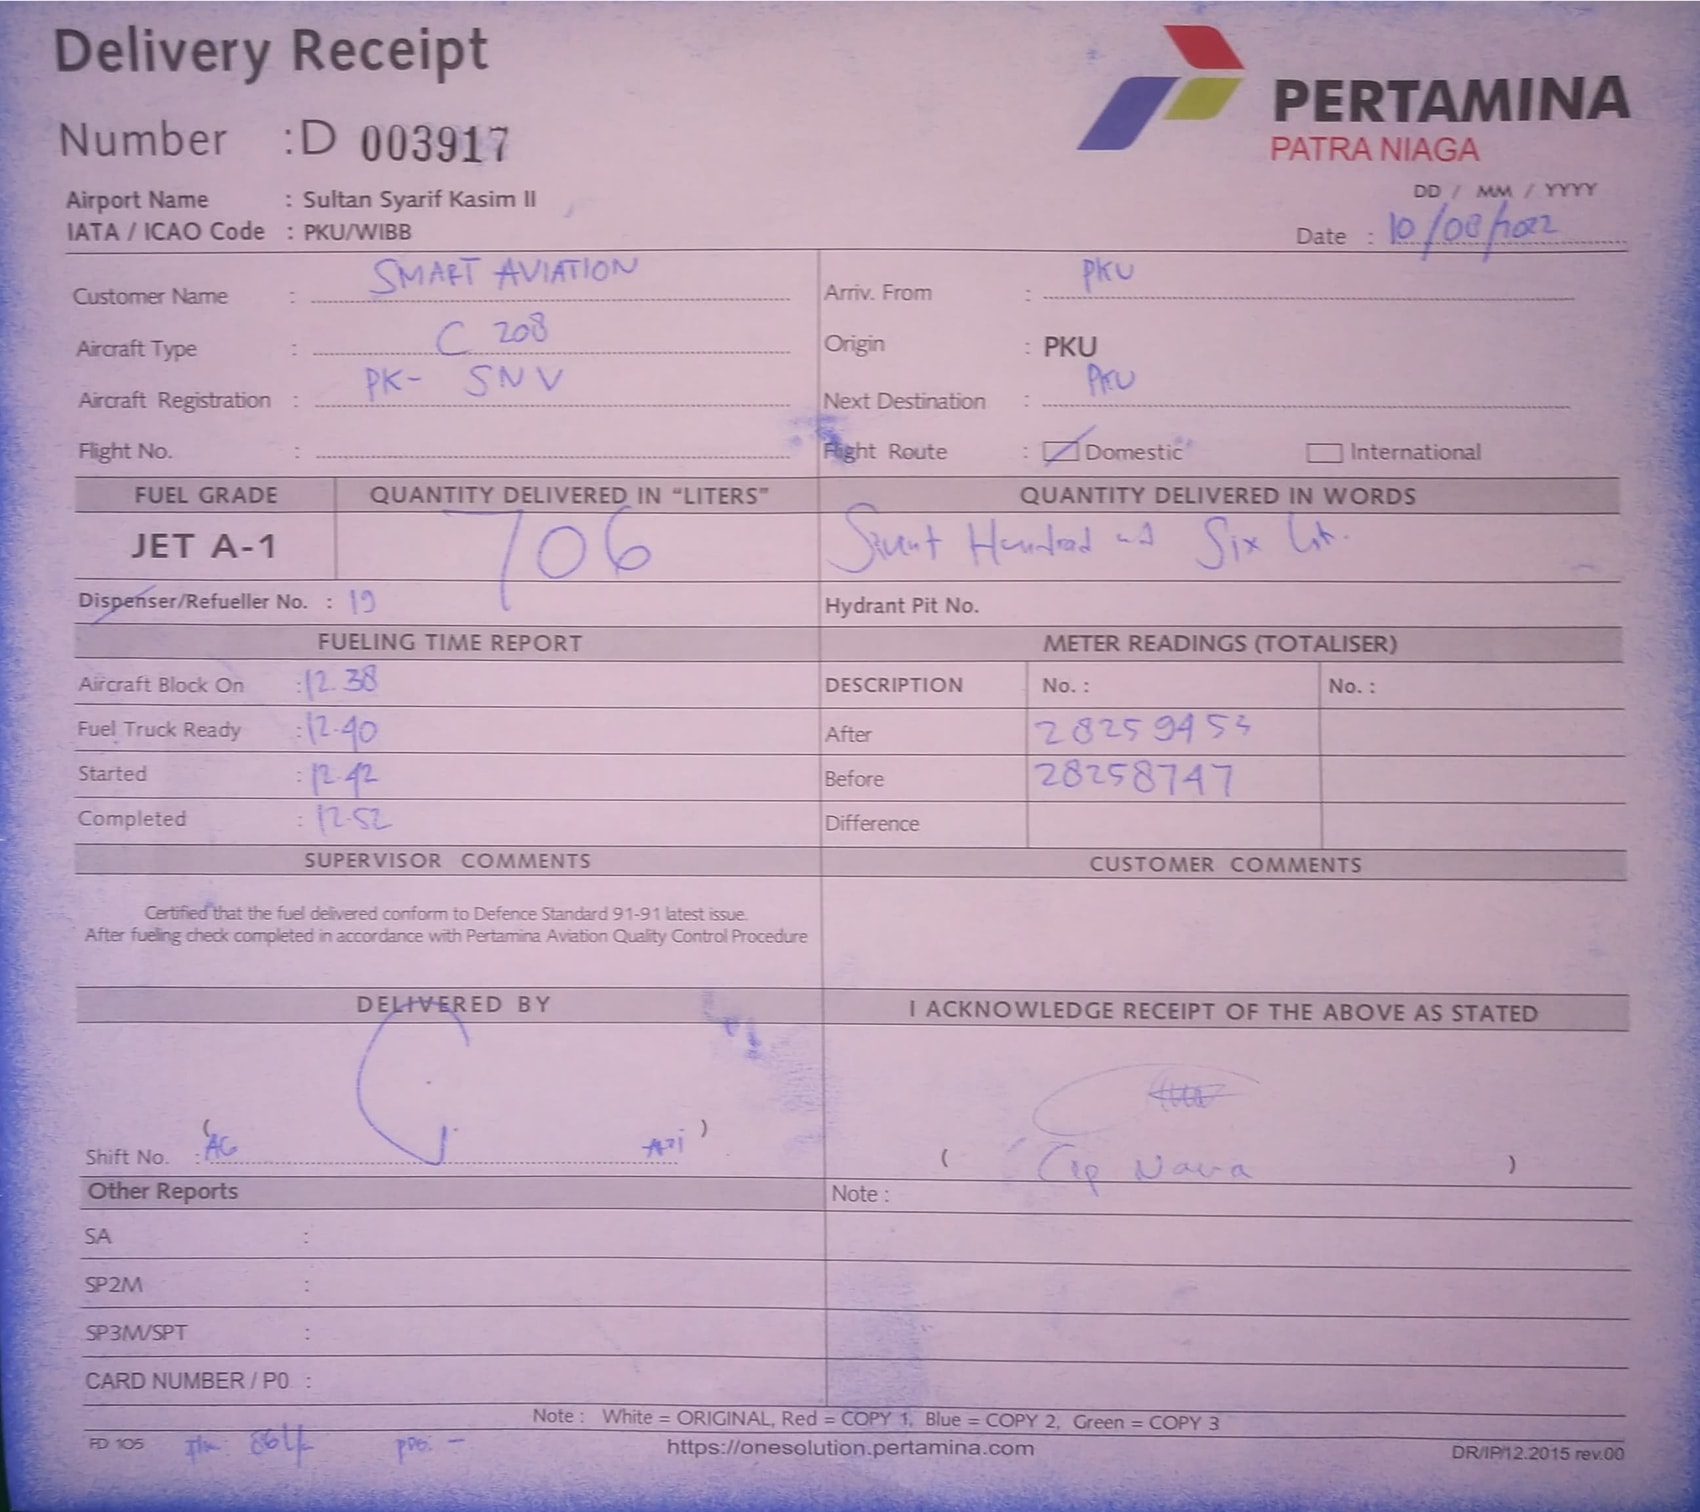 Delivery Receipt
PERTAMINA
PATRA NIAGA
Number :D 003917
Airport Name : Sultan Syarif Kasim II
IATA / ICAO Code : PKU/WIBB
DD / MM / YYYY
Date : 10/08/2022
Customer Name : SMART AVIATION
Arriv. From : PKU
Aircraft Type : C 208
Origin : PKU
Aircraft Registration : PK- SNV
Next Destination : PKU
Flight No. :
Flight Route : Domestic International
FUEL GRADE QUANTITY DELIVERED IN “LITERS” QUANTITY DELIVERED IN WORDS
JET A-1 706 Hundred and Six
Dispenser/Refueller No. : 19
Hydrant Pit No.
FUELING TIME REPORT METER READINGS (TOTALISER)
Aircraft Block On : 12.38 DESCRIPTION No. : No. :
Fuel Truck Ready : 12.40 After 28259453
Started : 12.42 Before 28258747
Completed : 12.52 Difference
SUPERVISOR COMMENTS CUSTOMER COMMENTS
Certified that the fuel delivered conform to Defence Standard 91-91 latest issue.
After fueling check completed in accordance with Pertamina Aviation Quality Control Procedure
DELIVERED BY I ACKNOWLEDGE RECEIPT OF THE ABOVE AS STATED
Shift No. : ( AG )
( )
Other Reports Note :
SA :
SP2M :
SP3M/SPT :
CARD NUMBER / P0 :
Note : White = ORIGINAL, Red = COPY 1, Blue = COPY 2, Green = COPY 3
FD 105 https://onesolution.pertamina.com DR/IP/12.2015 rev.00